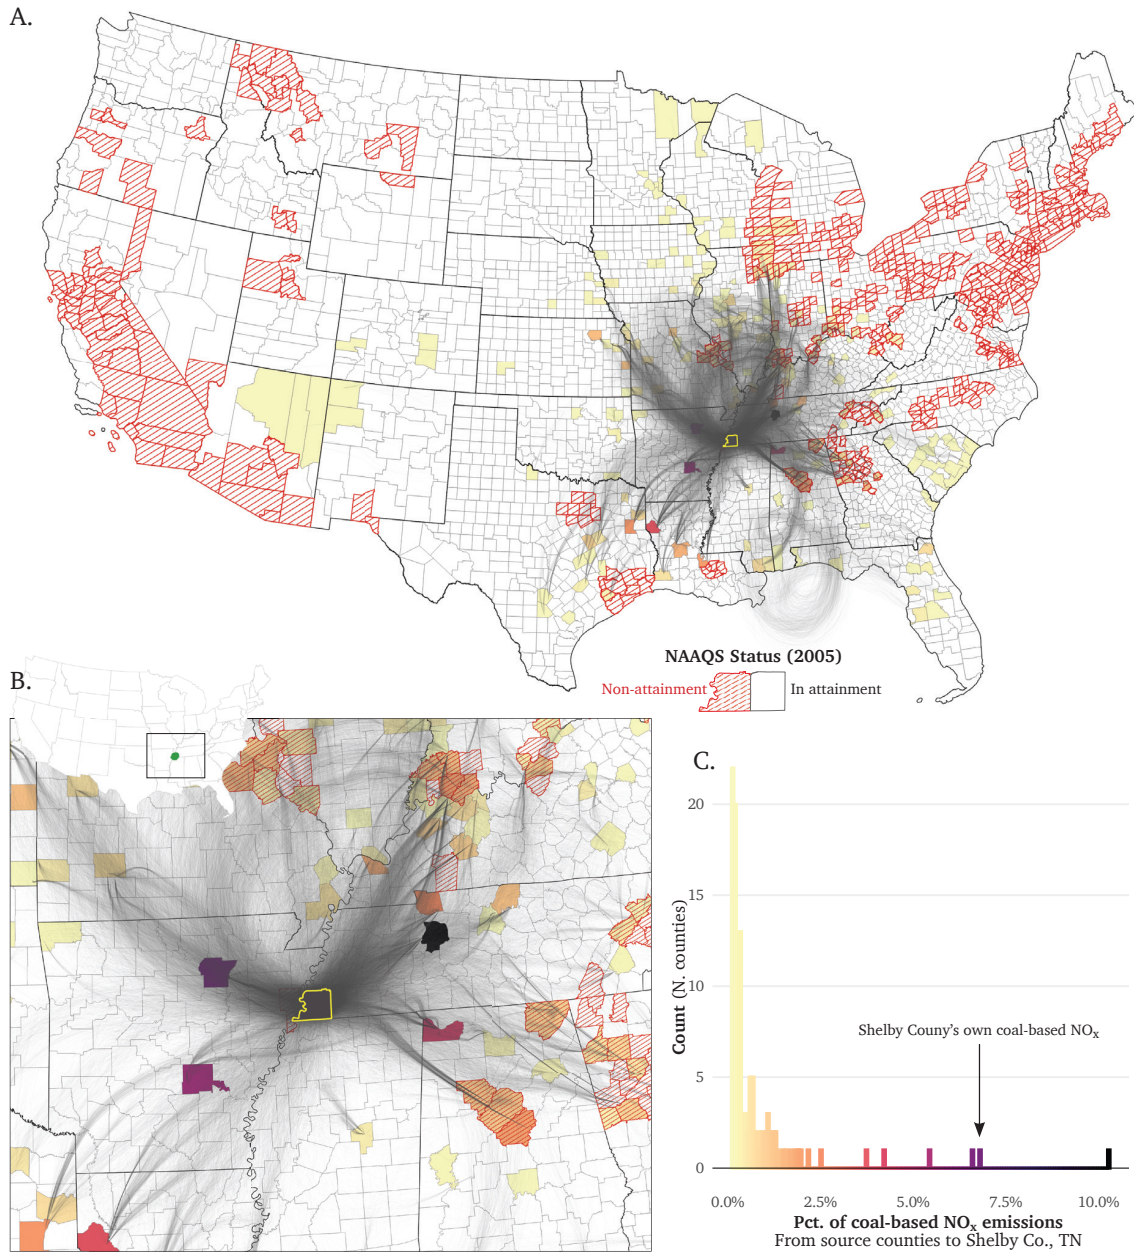 A.
NAAQS Status (2005)
Non-attainment In attainment
B.
C.
20
15
10
5
0
Count (N. counties)
Shelby Couny's own coal-based NOₓ
0.0% 2.5% 5.0% 7.5% 10.0%
Pct. of coal-based NOₓ emissions
From source counties to Shelby Co., TN